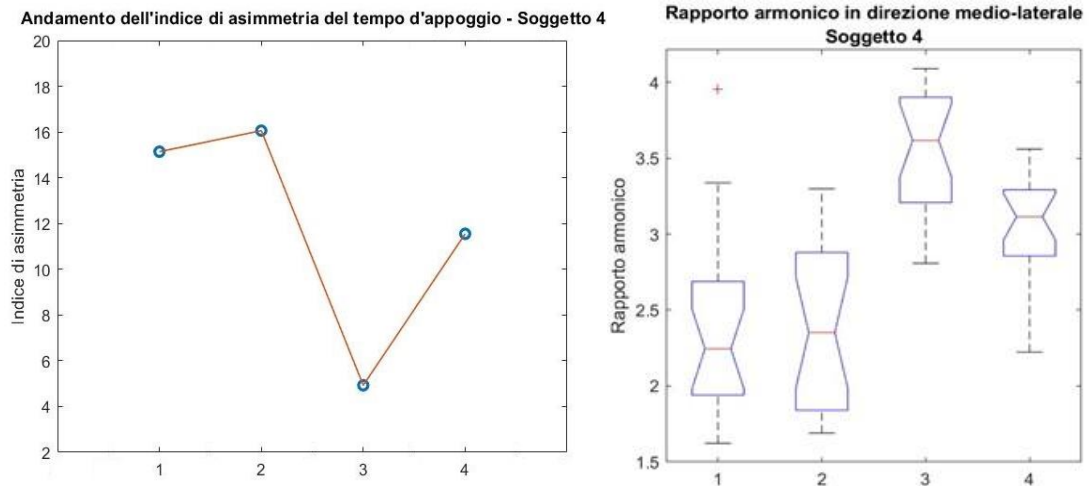 Andamento dell'indice di asimmetria del tempo d'appoggio - Soggetto 4
20
18
16
14
12
10
8
6
4
2
Indice di asimmetria
1 2 3 4
Rapporto armonico in direzione medio-laterale
Soggetto 4
4
3.5
3
2.5
2
1.5
Rapporto armonico
1 2 3 4